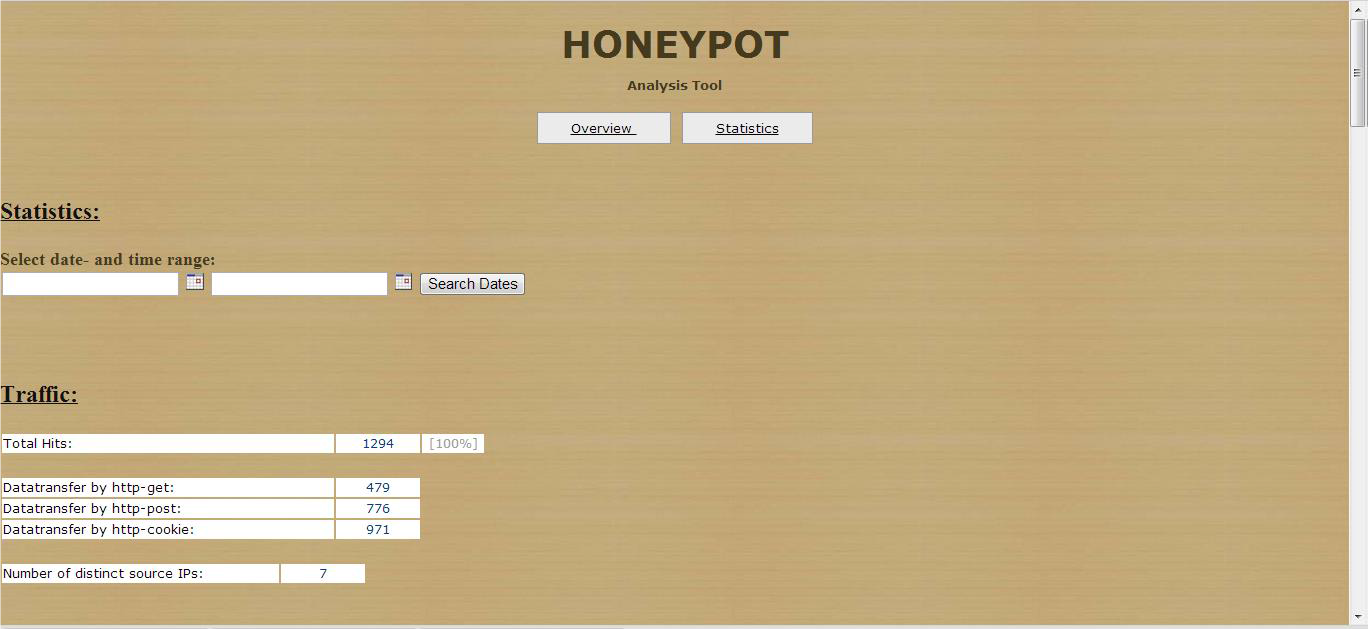 HONEYPOT
Analysis Tool
Overview Statistics
Statistics:
Select date- and time range:
Search Dates
Traffic:
Total Hits: 1294 [100%]
Datatransfer by http-get: 479
Datatransfer by http-post: 776
Datatransfer by http-cookie: 971
Number of distinct source IPs: 7